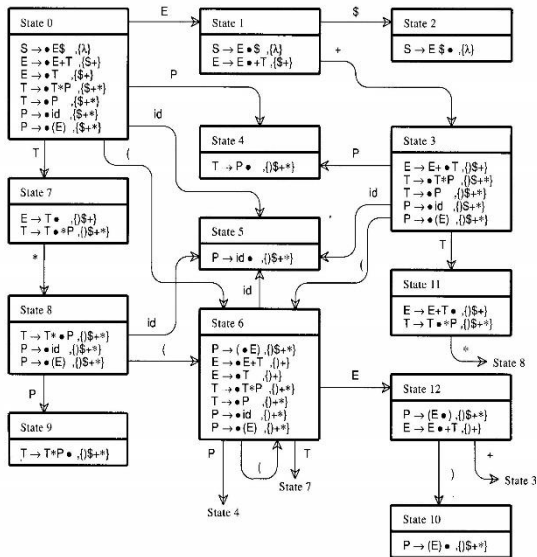 State 0
S → ● E$ ,{λ}
E → ● E+T ,{$+}
E → ● T ,{$+}
T → ● T*P ,{$+*}
T → ● P ,{$+*}
P → ● id ,{$+*}
P → ● (E) ,{$+*}
E
State 1
S → E ● $ ,{λ}
E → E ● +T ,{$+}
$
State 2
S → E $ ● ,{λ}
+
P
id
T
(
State 4
T → P ● ,{)$+*}
P
State 3
E → E+ ● T ,{)$+}
T → ● T*P ,{)$+*}
T → ● P ,{)$+*}
P → ● id ,{)$+*}
P → ● (E) ,{)$+*}
State 7
E → T ● ,{)$+}
T → T ● *P ,{)$+*}
id
(
T
State 5
P → id ● ,{)$+*}
*
id
State 11
E → E+T ● ,{)$+}
T → T ● *P ,{)$+*}
*
State 8
State 8
T → T* ● P ,{)$+*}
P → ● id ,{)$+*}
P → ● (E) ,{)$+*}
id
(
State 6
P → ( ● E) ,{)$+*}
E → ● E+T ,{)+}
E → ● T ,{)+}
T → ● T*P ,{)+*}
T → ● P ,{)+*}
P → ● id ,{)+*}
P → ● (E) ,{)+*}
E
State 12
P → (E ● ) ,{)$+*}
E → E ● +T ,{)+}
P
State 9
T → T*P ● ,{)$+*}
P
(
T
State 4
State 7
)
+
State 3
State 10
P → (E) ● ,{)$+*}